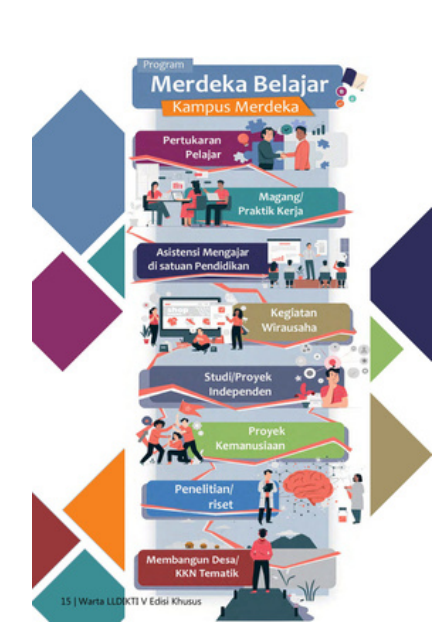 Program
Merdeka Belajar
Kampus Merdeka
Pertukaran
Pelajar
Magang/
Praktik Kerja
Asistensi Mengajar
di satuan Pendidikan
Kegiatan
Wirausaha
Studi/Proyek
Independen
Proyek
Kemanusiaan
Penelitian/
riset
Membangun Desa/
KKN Tematik
15 | Warta LLDIKTI V Edisi Khusus